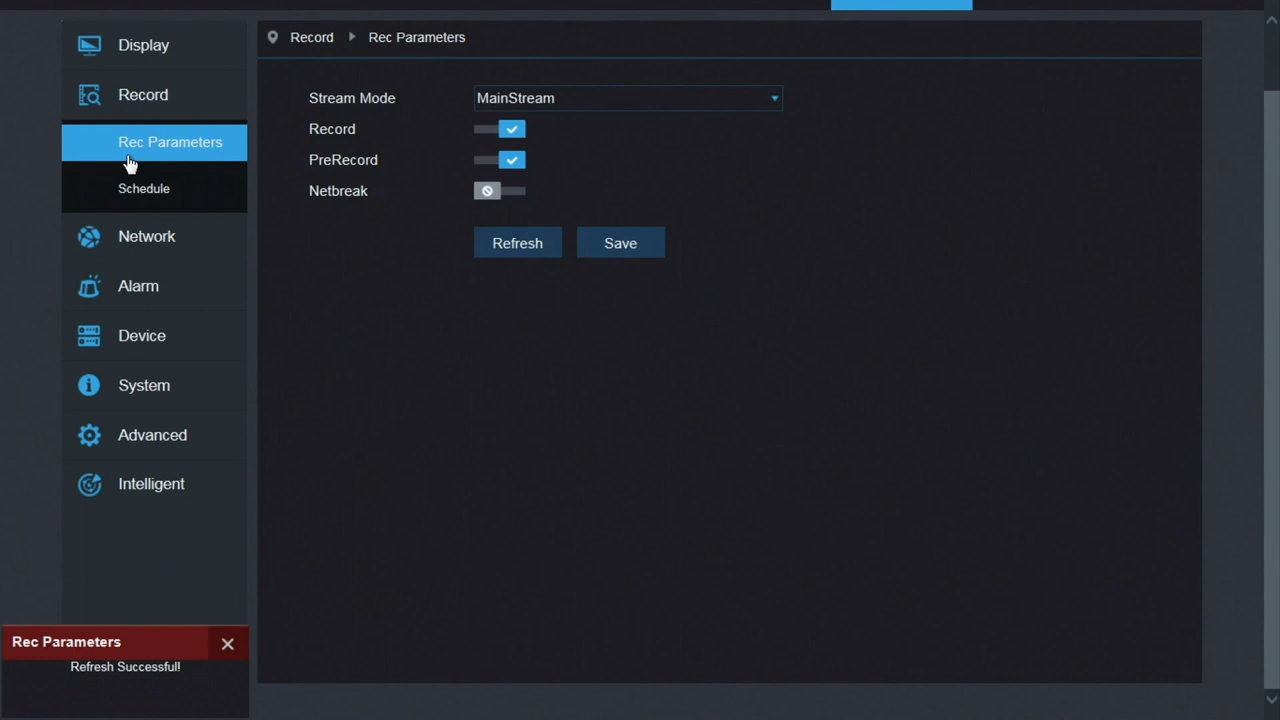 Display
Record
Rec Parameters
Schedule
Network
Alarm
Device
System
Advanced
Intelligent
Record Rec Parameters
Stream Mode MainStream
Record
PreRecord
Netbreak
Refresh Save
Rec Parameters
Refresh Successful!